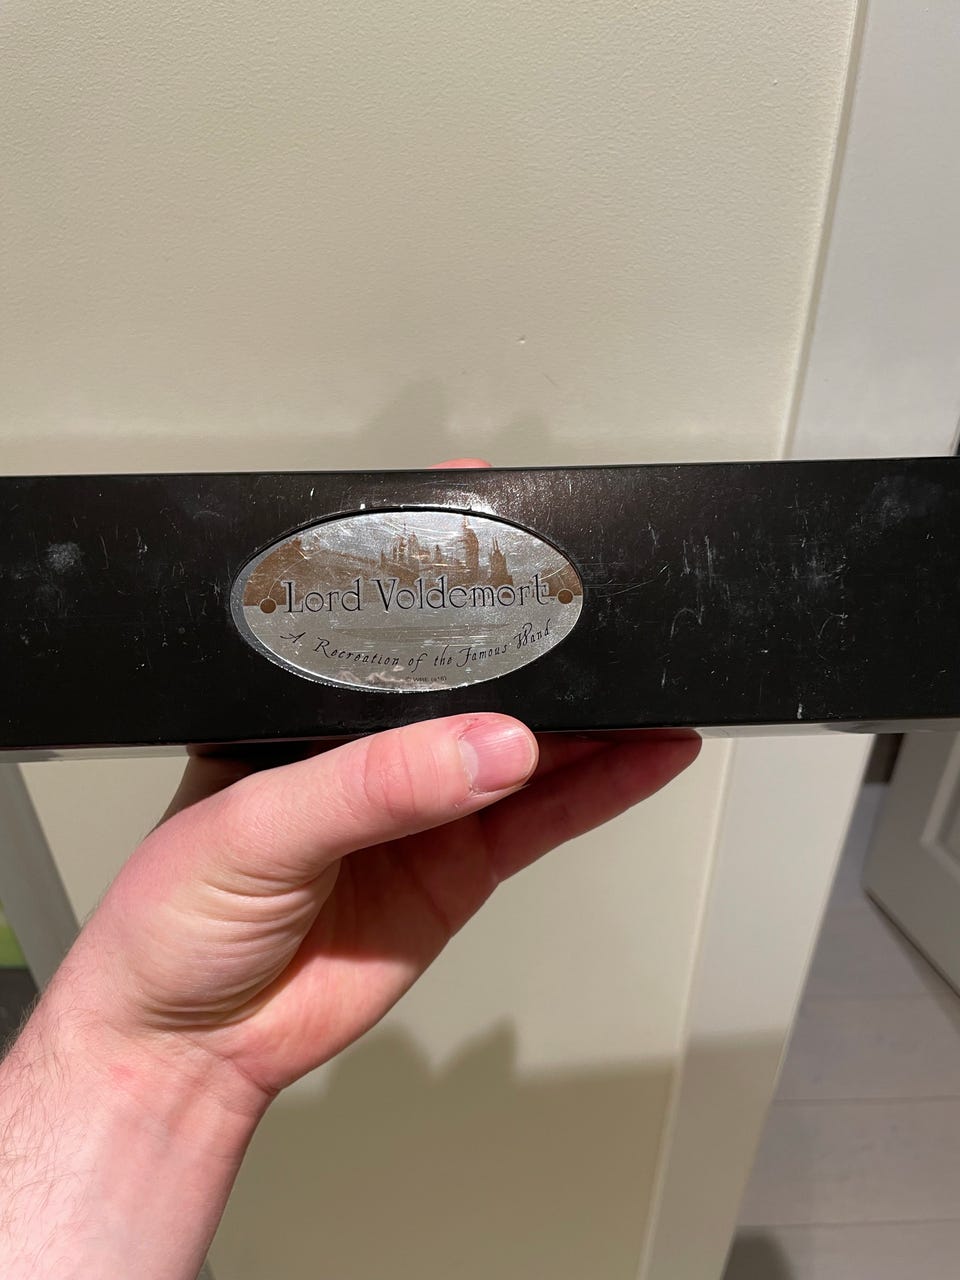 Lord Voldemort
A Recreation of the Famous Wand